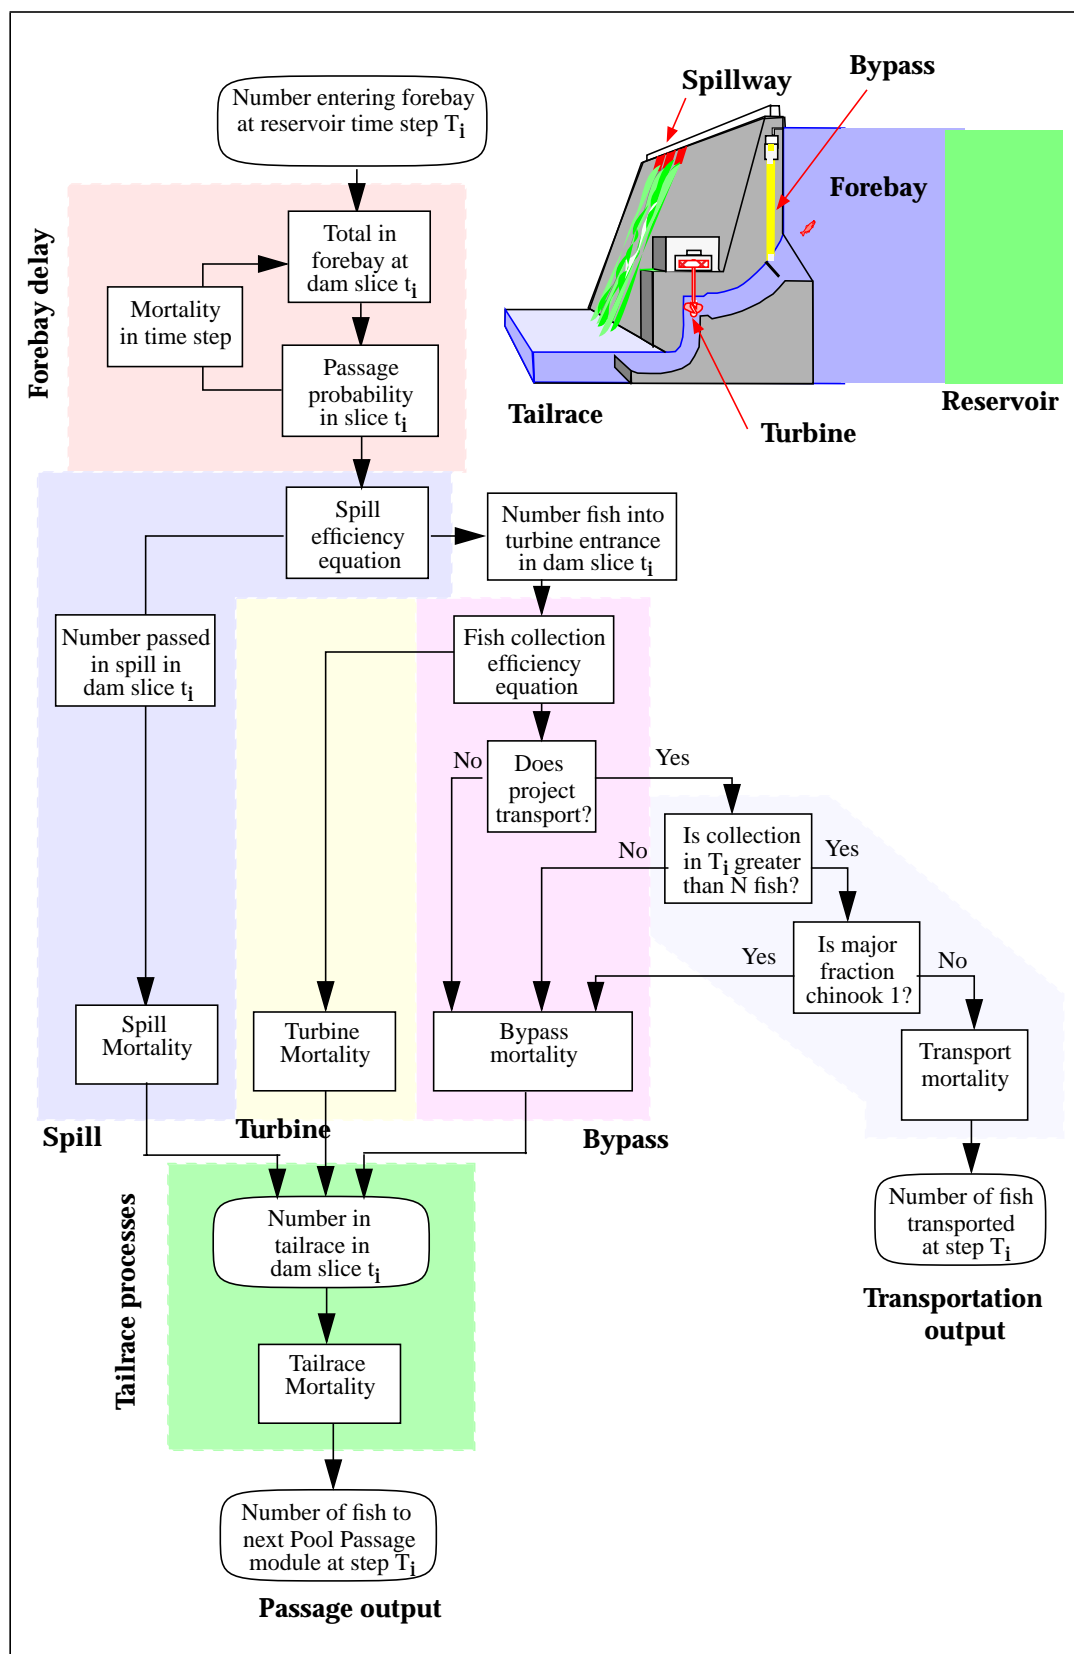 Number entering forebay
at reservoir time step Ti
Spillway
Bypass
Forebay
Reservoir
Tailrace
Turbine
Forebay delay
Total in
forebay at
dam slice ti
Mortality
in time step
Passage
probability
in slice ti
Spill
efficiency
equation
Number fish into
turbine entrance
in dam slice ti
Number passed
in spill in
dam slice ti
Fish collection
efficiency
equation
No
Does
project
transport?
Yes
No
Is collection
in Ti greater
than N fish?
Yes
Yes
Is major
fraction
chinook 1?
No
Spill
Mortality
Turbine
Mortality
Bypass
mortality
Transport
mortality
Spill
Turbine
Bypass
Tailrace processes
Number in
tailrace in
dam slice ti
Number of fish
transported
at step Ti
Transportation
output
Tailrace
Mortality
Number of fish to
next Pool Passage
module at step Ti
Passage output